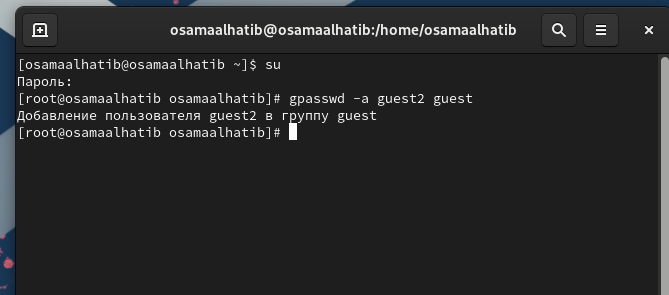 osamaalhatib@osamaalhatib:/home/osamaalhatib
[osamaalhatib@osamaalhatib ~]$ su
Пароль:
[root@osamaalhatib osamaalhatib]# gpasswd -a guest2 guest
Добавление пользователя guest2 в группу guest
[root@osamaalhatib osamaalhatib]#